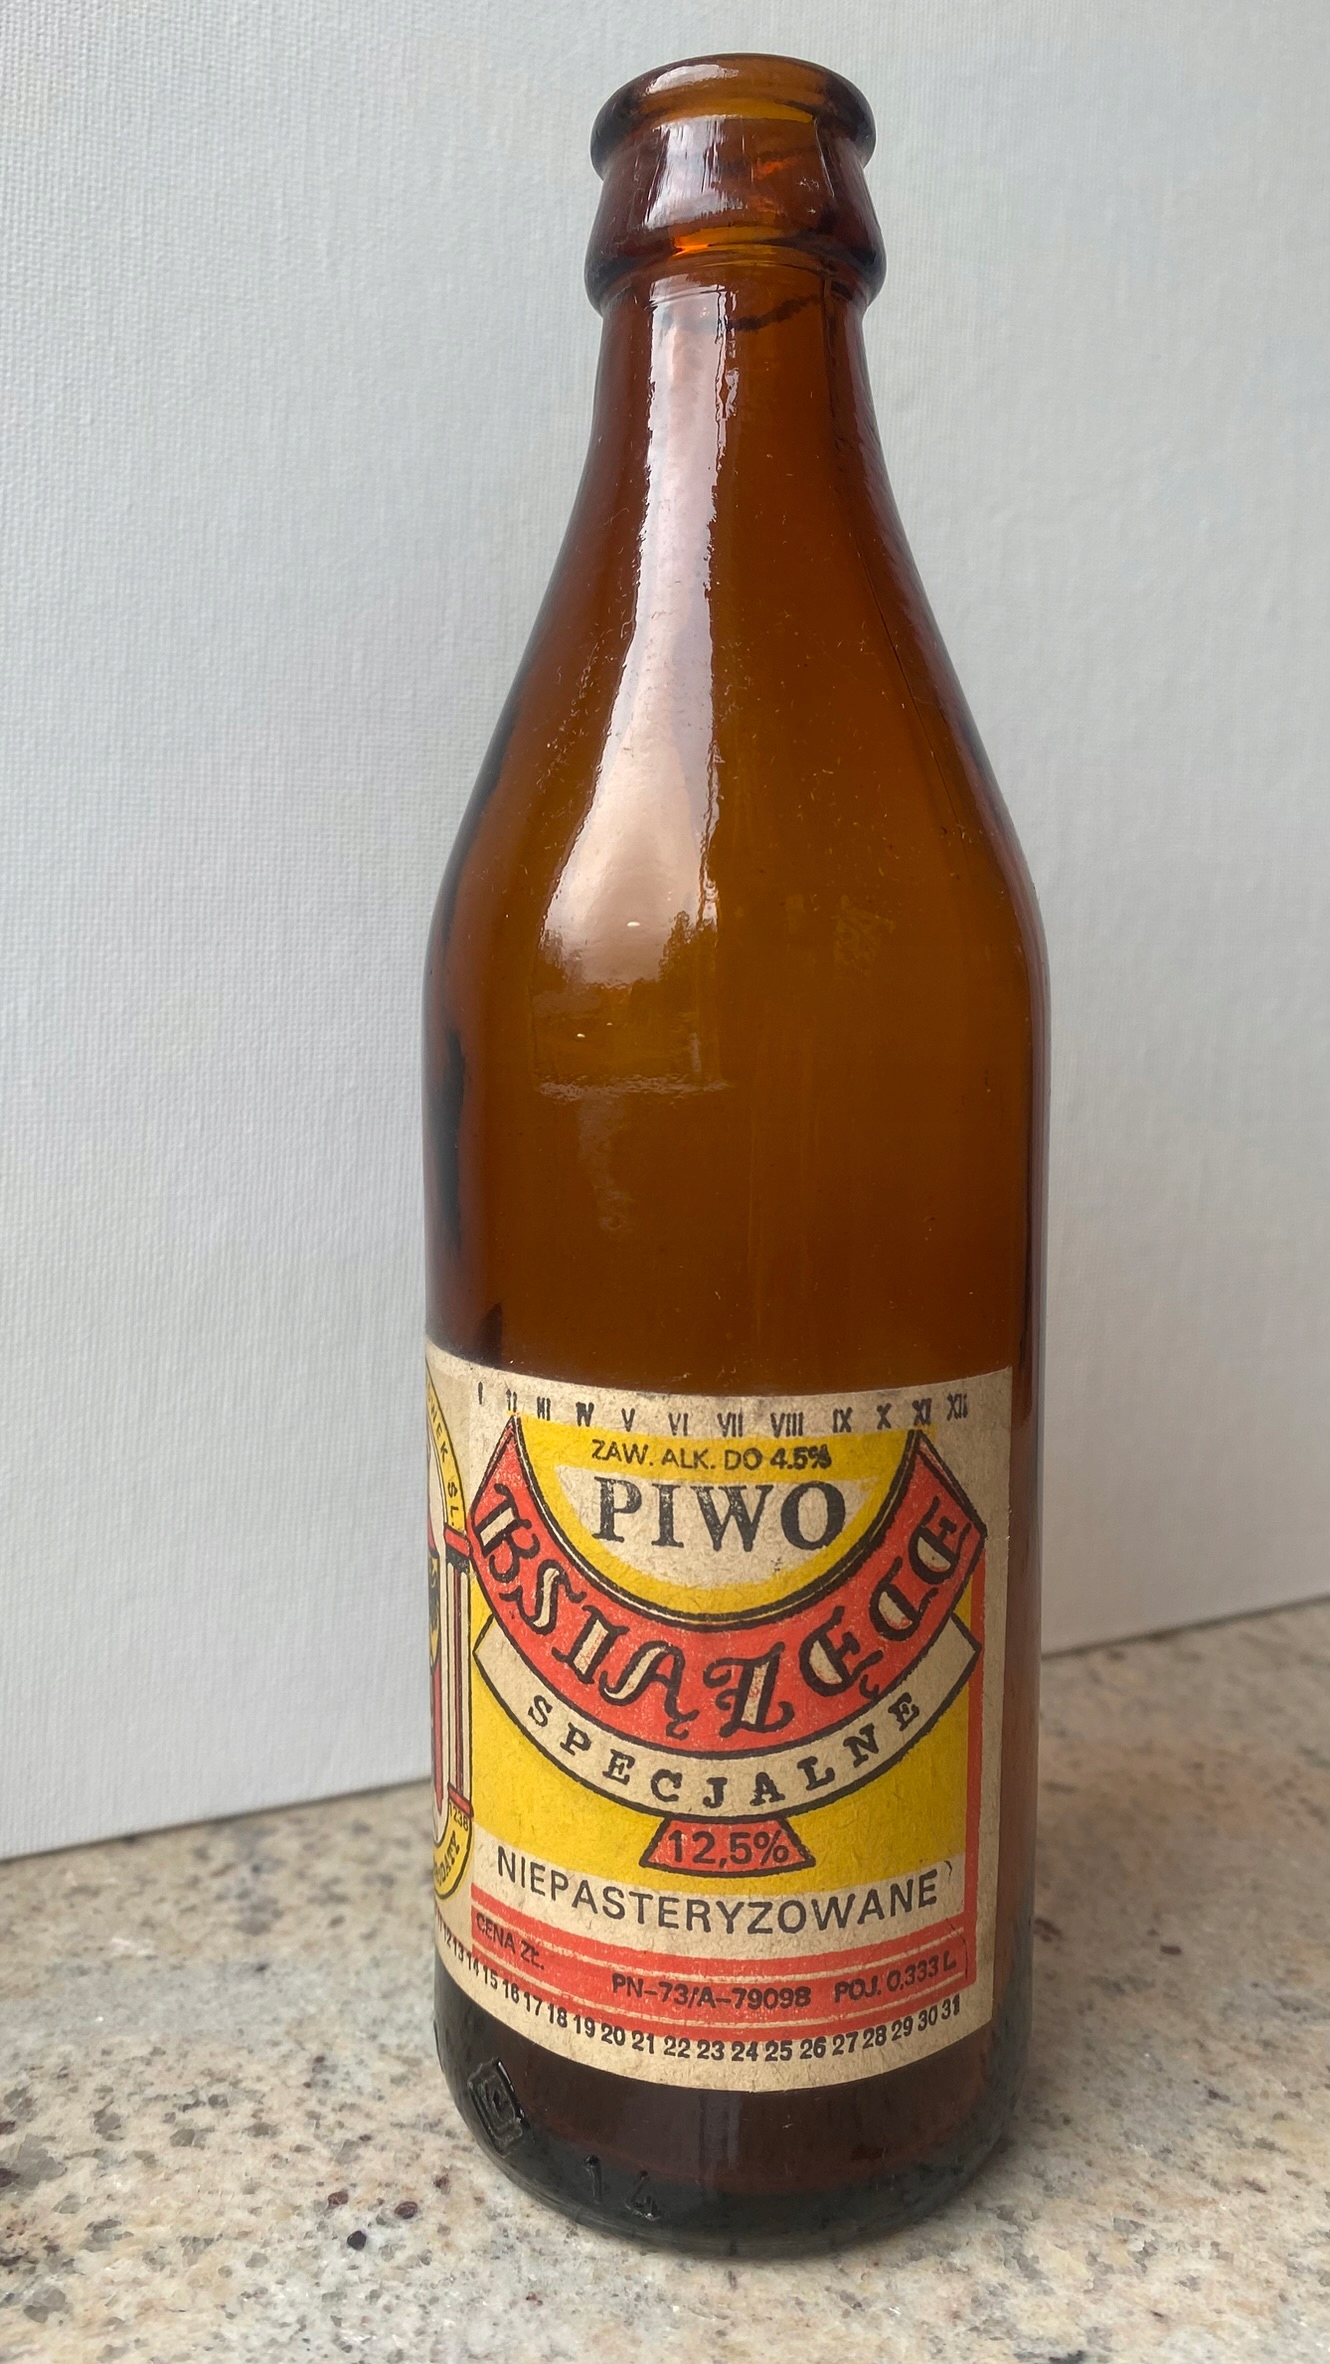 I II III IV V VI VII VIII IX X XI XII
ZAW. ALK. DO 4.5%
PIWO
KSIĄŻĘCE
SPECJALNE
12,5%
NIEPASTERYZOWANE
CENA ZŁ.
PN-73/A-79098 POJ. 0,333 L
12 13 14 15 16 17 18 19 20 21 22 23 24 25 26 27 28 29 30 31
ŚL.
1238
14